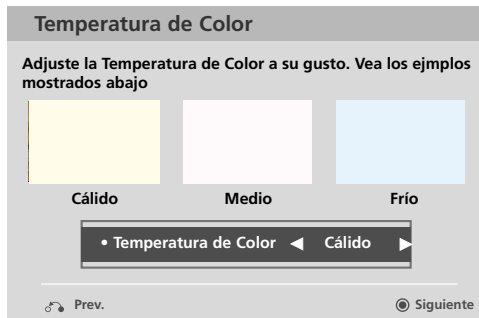 Temperatura de Color
Adjuste la Temperatura de Color a su gusto. Vea los ejmplos
mostrados abajo
Cálido Medio Frío
• Temperatura de Color ◀ Cálido ▶
Prev. Siguiente